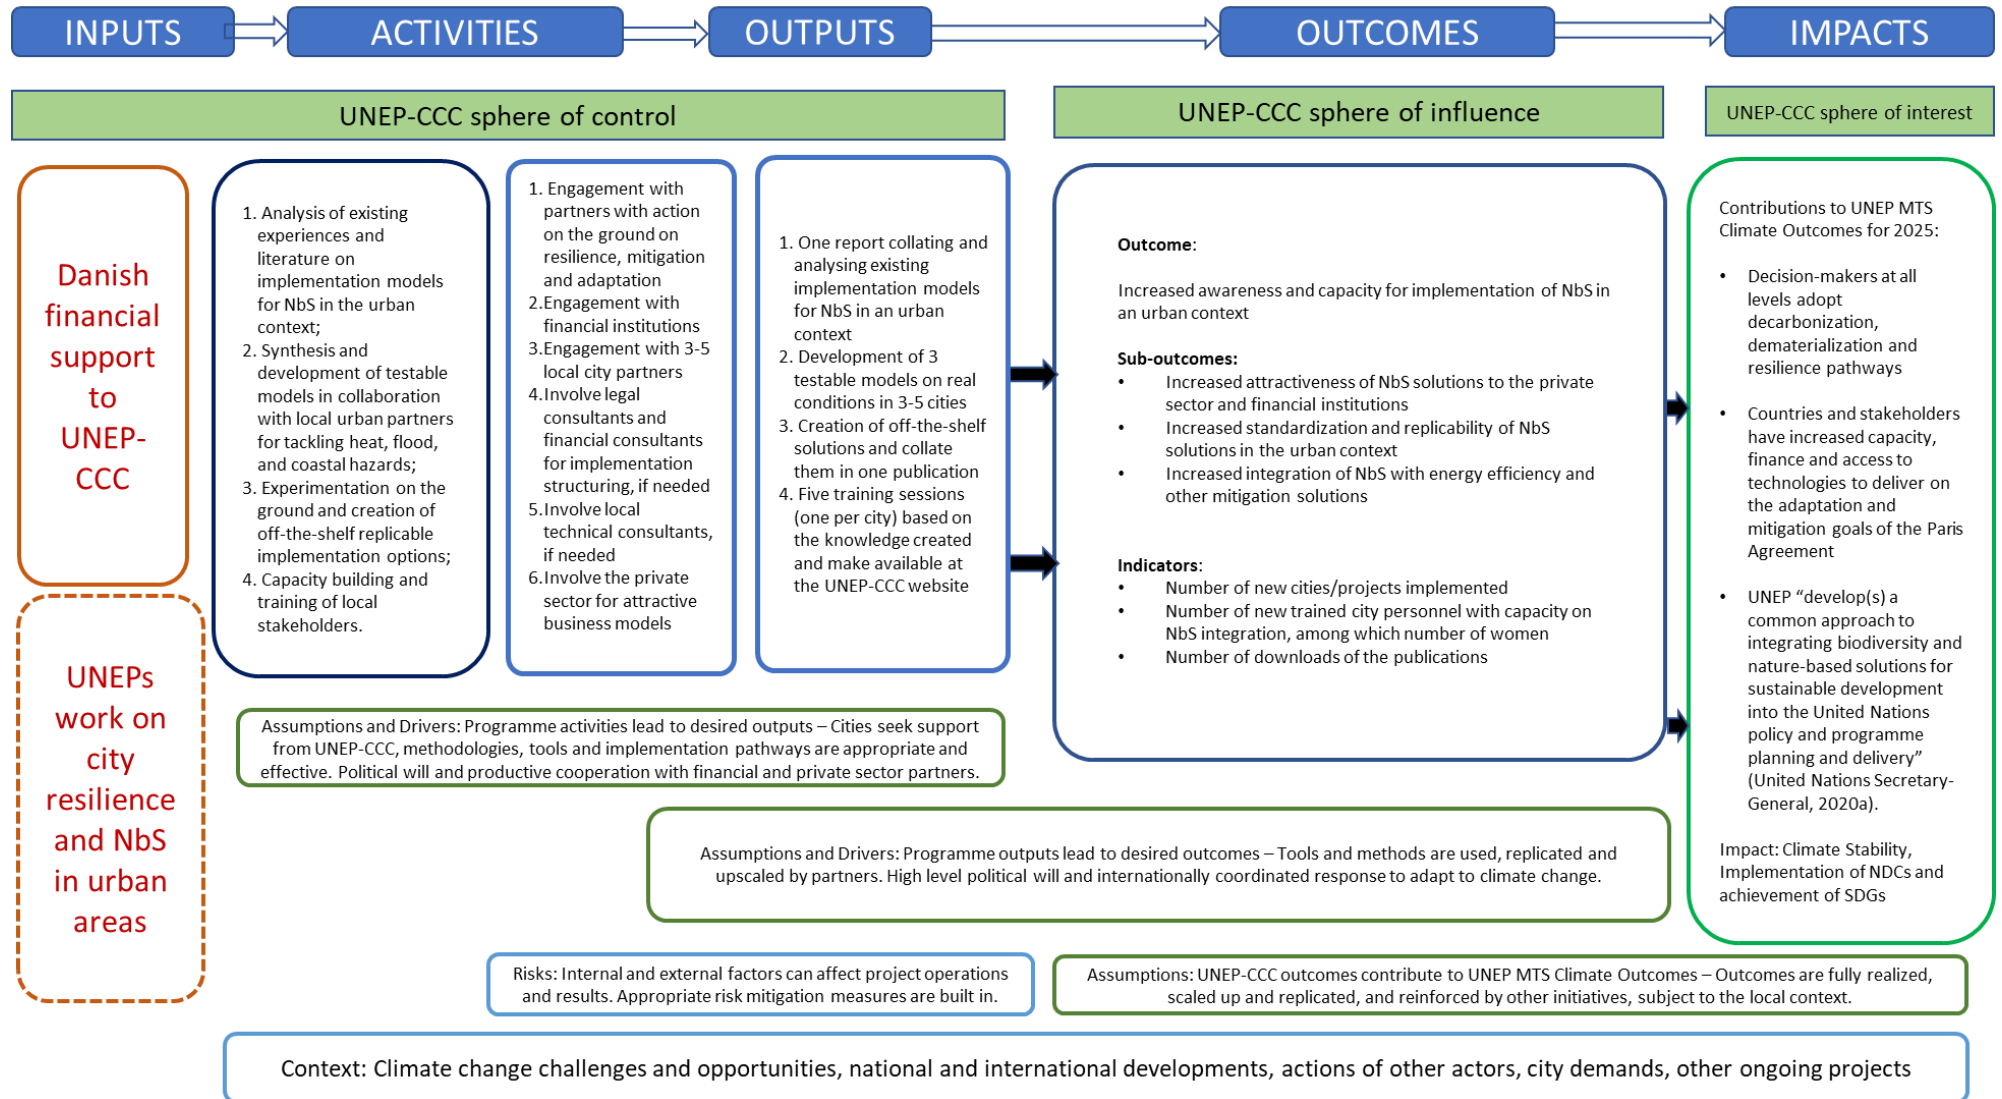 INPUTS
ACTIVITIES
OUTPUTS
OUTCOMES
IMPACTS
UNEP-CCC sphere of control
UNEP-CCC sphere of influence
UNEP-CCC sphere of interest
Danish
financial
support
to
UNEP-
CCC
UNEPs
work on
city
resilience
and NbS
in urban
areas
1. Analysis of existing
experiences and
literature on
implementation models
for NbS in the urban
context;
2. Synthesis and
development of testable
models in collaboration
with local urban partners
for tackling heat, flood,
and coastal hazards;
3. Experimentation on the
ground and creation of
off-the-shelf replicable
implementation options;
4. Capacity building and
training of local
stakeholders.
1. Engagement with
partners with action
on the ground on
resilience, mitigation
and adaptation
2.Engagement with
financial institutions
3.Engagement with 3-5
local city partners
4.Involve legal
consultants and
financial consultants
for implementation
structuring, if needed
5.Involve local
technical consultants,
if needed
6.Involve the private
sector for attractive
business models
1. One report collating and
analysing existing
implementation models
for NbS in an urban
context
2. Development of 3
testable models on real
conditions in 3-5 cities
3. Creation of off-the-shelf
solutions and collate
them in one publication
4. Five training sessions
(one per city) based on
the knowledge created
and make available at
the UNEP-CCC website
Outcome:
Increased awareness and capacity for implementation of NbS in
an urban context
Sub-outcomes:
• Increased attractiveness of NbS solutions to the private
sector and financial institutions
• Increased standardization and replicability of NbS
solutions in the urban context
• Increased integration of NbS with energy efficiency and
other mitigation solutions
Indicators:
• Number of new cities/projects implemented
• Number of new trained city personnel with capacity on
NbS integration, among which number of women
• Number of downloads of the publications
Contributions to UNEP MTS
Climate Outcomes for 2025:
• Decision-makers at all
levels adopt
decarbonization,
dematerialization and
resilience pathways
• Countries and stakeholders
have increased capacity,
finance and access to
technologies to deliver on
the adaptation and
mitigation goals of the Paris
Agreement
• UNEP “develop(s) a
common approach to
integrating biodiversity and
nature-based solutions for
sustainable development
into the United Nations
policy and programme
planning and delivery”
(United Nations Secretary-
General, 2020a).
Impact: Climate Stability,
Implementation of NDCs and
achievement of SDGs
Assumptions and Drivers: Programme activities lead to desired outputs – Cities seek support
from UNEP-CCC, methodologies, tools and implementation pathways are appropriate and
effective. Political will and productive cooperation with financial and private sector partners.
Assumptions and Drivers: Programme outputs lead to desired outcomes – Tools and methods are used, replicated and
upscaled by partners. High level political will and internationally coordinated response to adapt to climate change.
Risks: Internal and external factors can affect project operations
and results. Appropriate risk mitigation measures are built in.
Assumptions: UNEP-CCC outcomes contribute to UNEP MTS Climate Outcomes – Outcomes are fully realized,
scaled up and replicated, and reinforced by other initiatives, subject to the local context.
Context: Climate change challenges and opportunities, national and international developments, actions of other actors, city demands, other ongoing projects